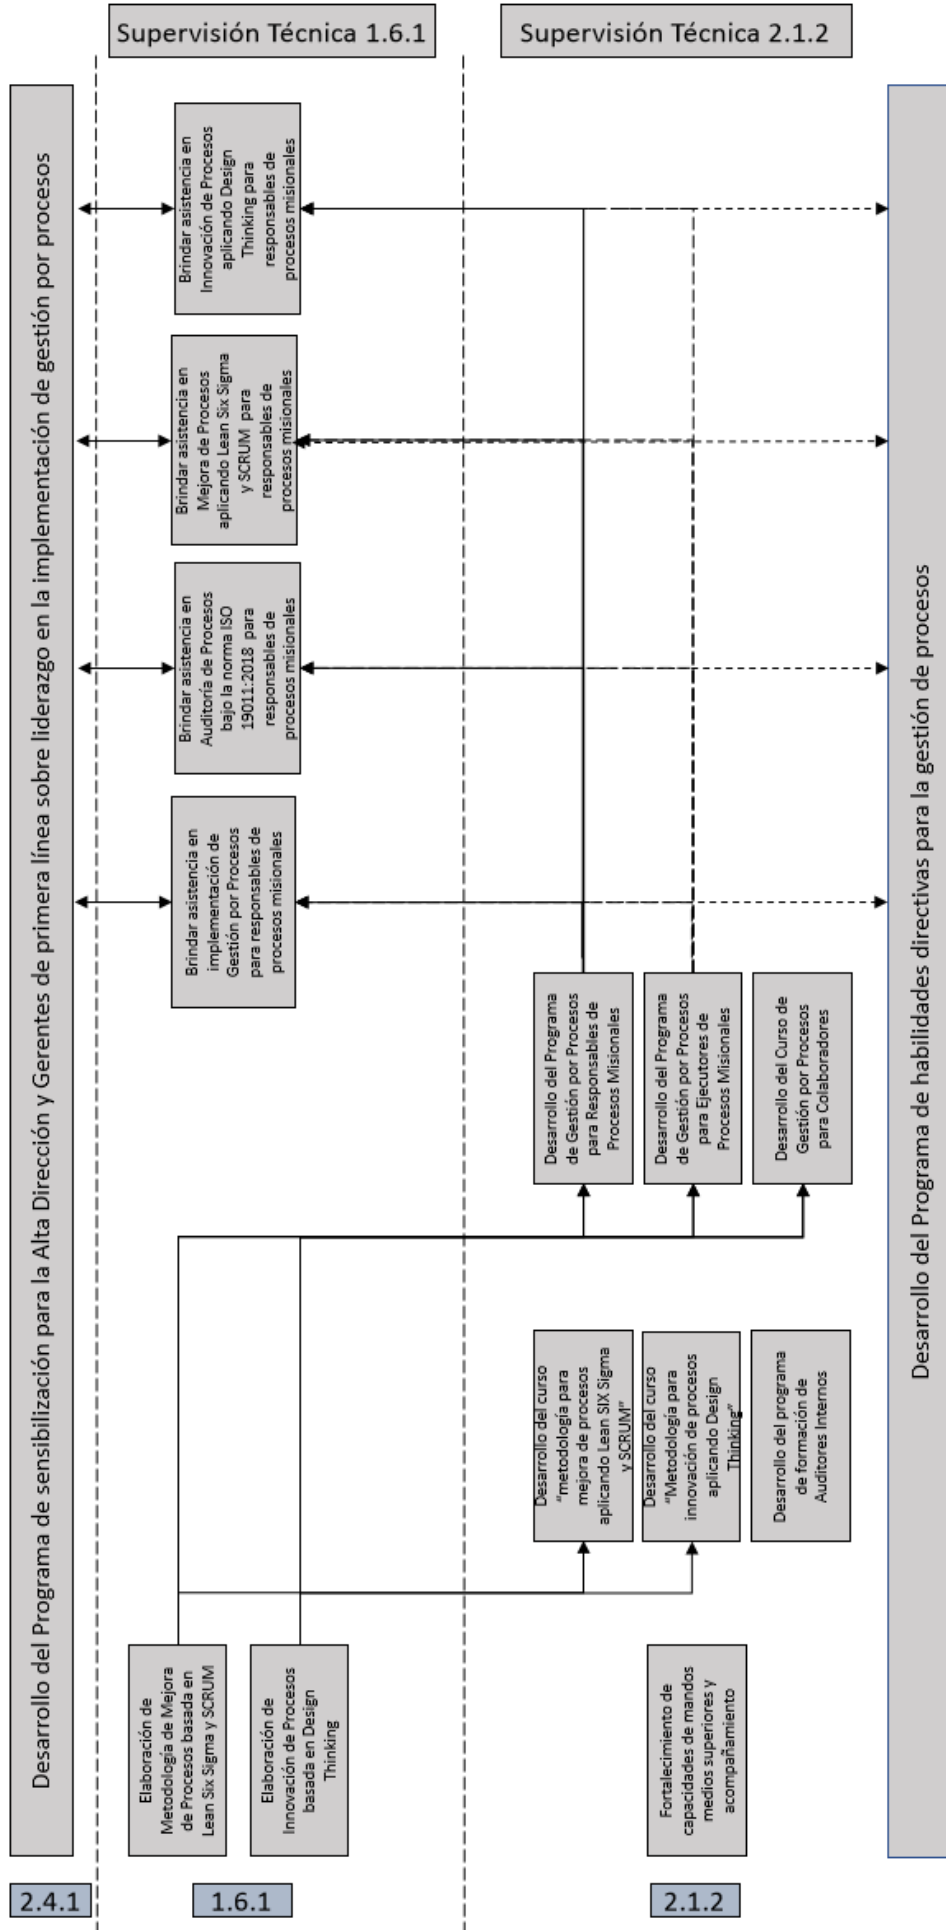 Supervisión Técnica 1.6.1
Supervisión Técnica 2.1.2
2.4.1
Desarrollo del Programa de sensibilización para la Alta Dirección y Gerentes de primera línea sobre liderazgo en la implementación de gestión por procesos
1.6.1
Elaboración de
Metodología de Mejora
de Procesos basada en
Lean Six Sigma y SCRUM
Elaboración de
Innovación de Procesos
basada en Design
Thinking
Brindar asistencia en
implementación de
Gestión por Procesos
para responsables de
procesos misionales
Brindar asistencia en
Auditoría de Procesos
bajo la norma ISO
19011:2018 para
responsables de
procesos misionales
Brindar asistencia en
Mejora de Procesos
aplicando Lean Six Sigma
y SCRUM para
responsables de
procesos misionales
Brindar asistencia en
Innovación de Procesos
aplicando Design
Thinking para
responsables de
procesos misionales
2.1.2
Fortalecimiento de
capacidades de mandos
medios superiores y
acompañamiento
Desarrollo del curso
"metodología para
mejora de procesos
aplicando Lean SIX Sigma
y SCRUM"
Desarrollo del curso
"Metodología para
innovación de procesos
aplicando Design
Thinking"
Desarrollo del programa
de formación de
Auditores Internos
Desarrollo del Programa
de Gestión por Procesos
para Responsables de
Procesos Misionales
Desarrollo del Programa
de Gestión por Procesos
para Ejecutores de
Procesos Misionales
Desarrollo del Curso de
Gestión por Procesos
para Colaboradores
Desarrollo del Programa de habilidades directivas para la gestión de procesos